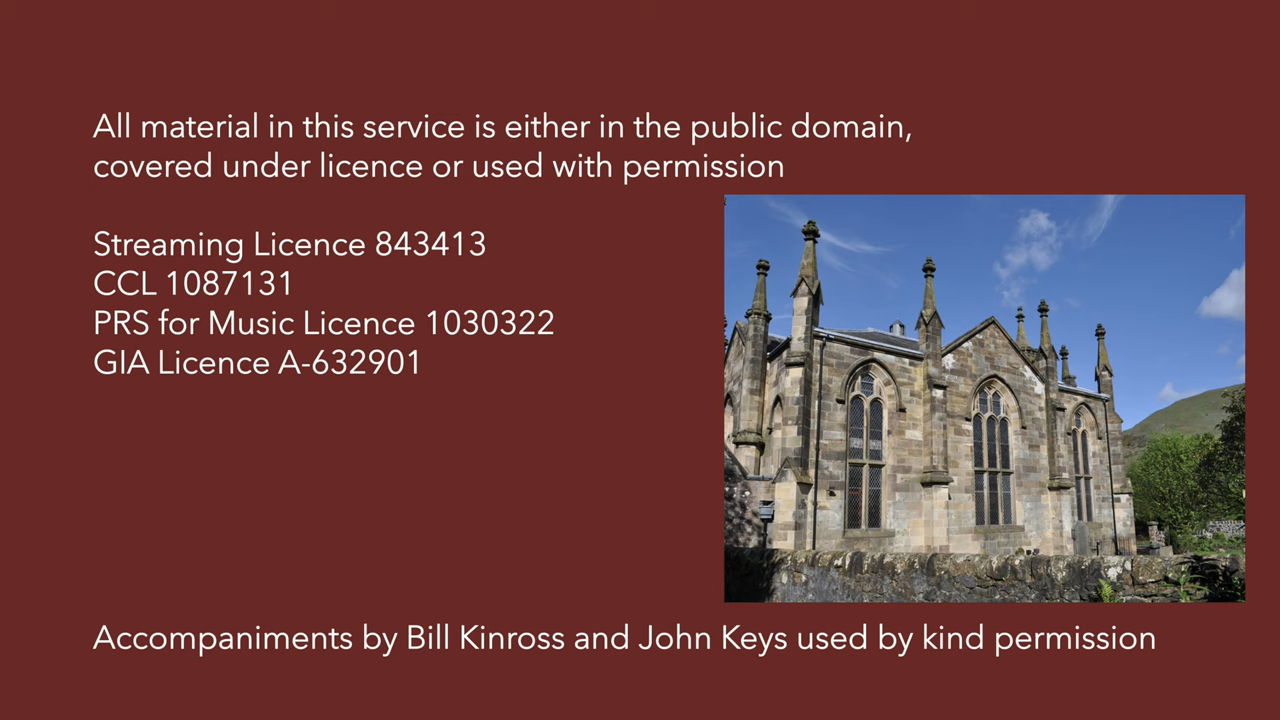 All material in this service is either in the public domain,
covered under licence or used with permission
Streaming Licence 843413
CCL 1087131
PRS for Music Licence 1030322
GIA Licence A-632901
Accompaniments by Bill Kinross and John Keys used by kind permission